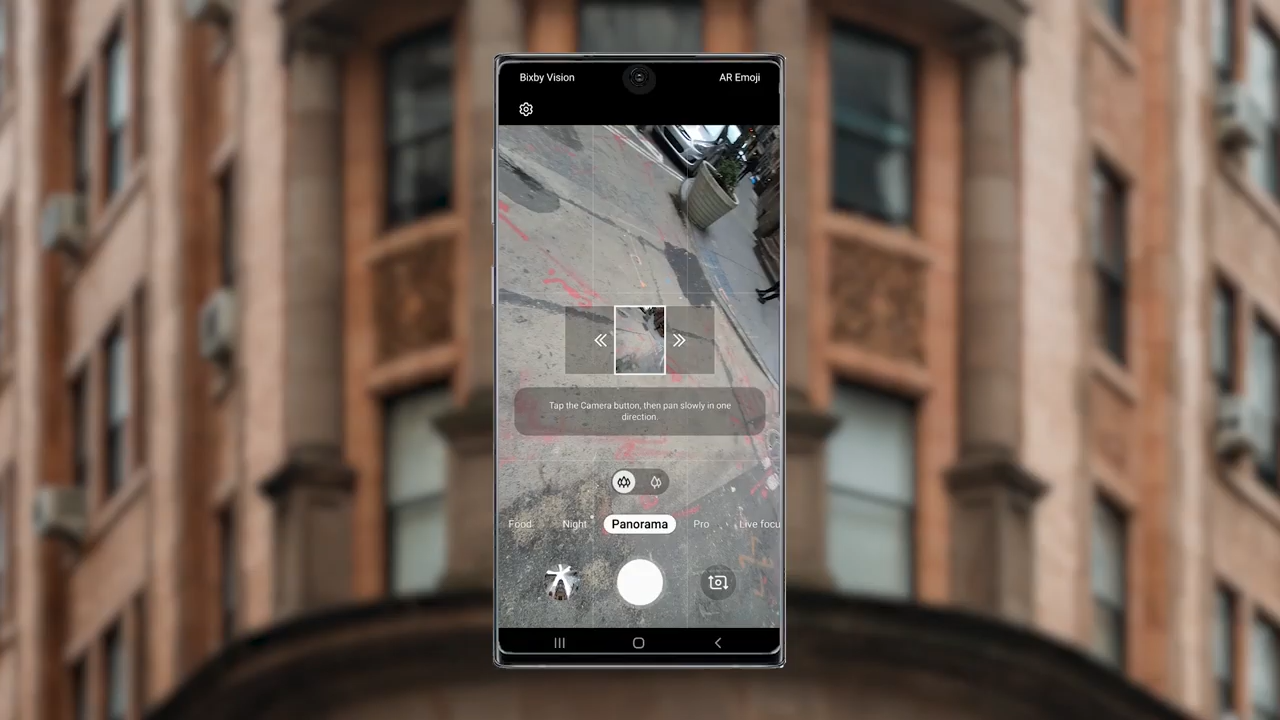 Bixby Vision
AR Emoji
Tap the Camera button, then pan slowly in one
direction.
Food
Night
Panorama
Pro
Live focu